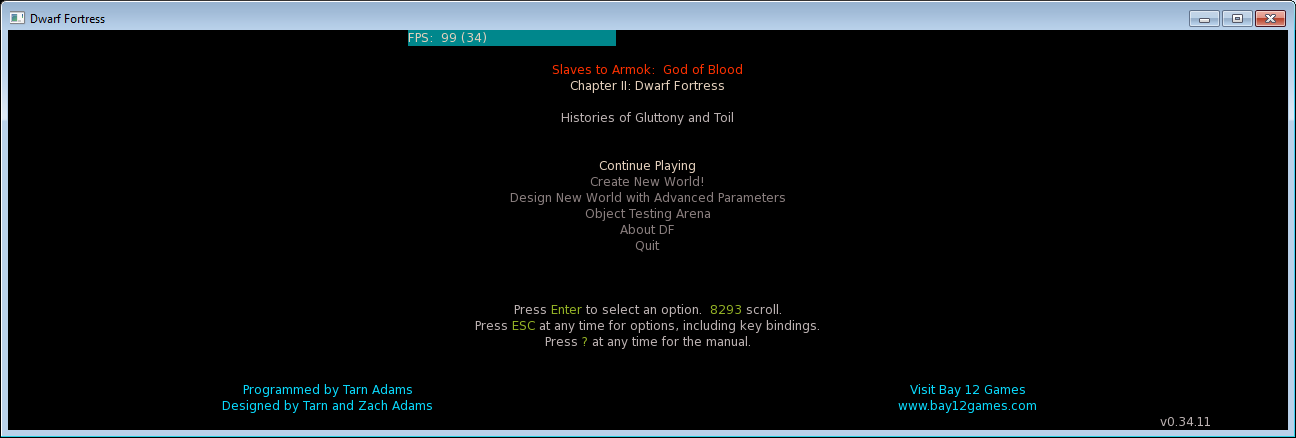 Dwarf Fortress
FPS:  99 (34)
Slaves to Armok:  God of Blood
Chapter II: Dwarf Fortress
Histories of Gluttony and Toil
Continue Playing
Create New World!
Design New World with Advanced Parameters
Object Testing Arena
About DF
Quit
Press Enter to select an option.  8293 scroll.
Press ESC at any time for options, including key bindings.
Press ? at any time for the manual.
Programmed by Tarn Adams
Designed by Tarn and Zach Adams
Visit Bay 12 Games
www.bay12games.com
v0.34.11